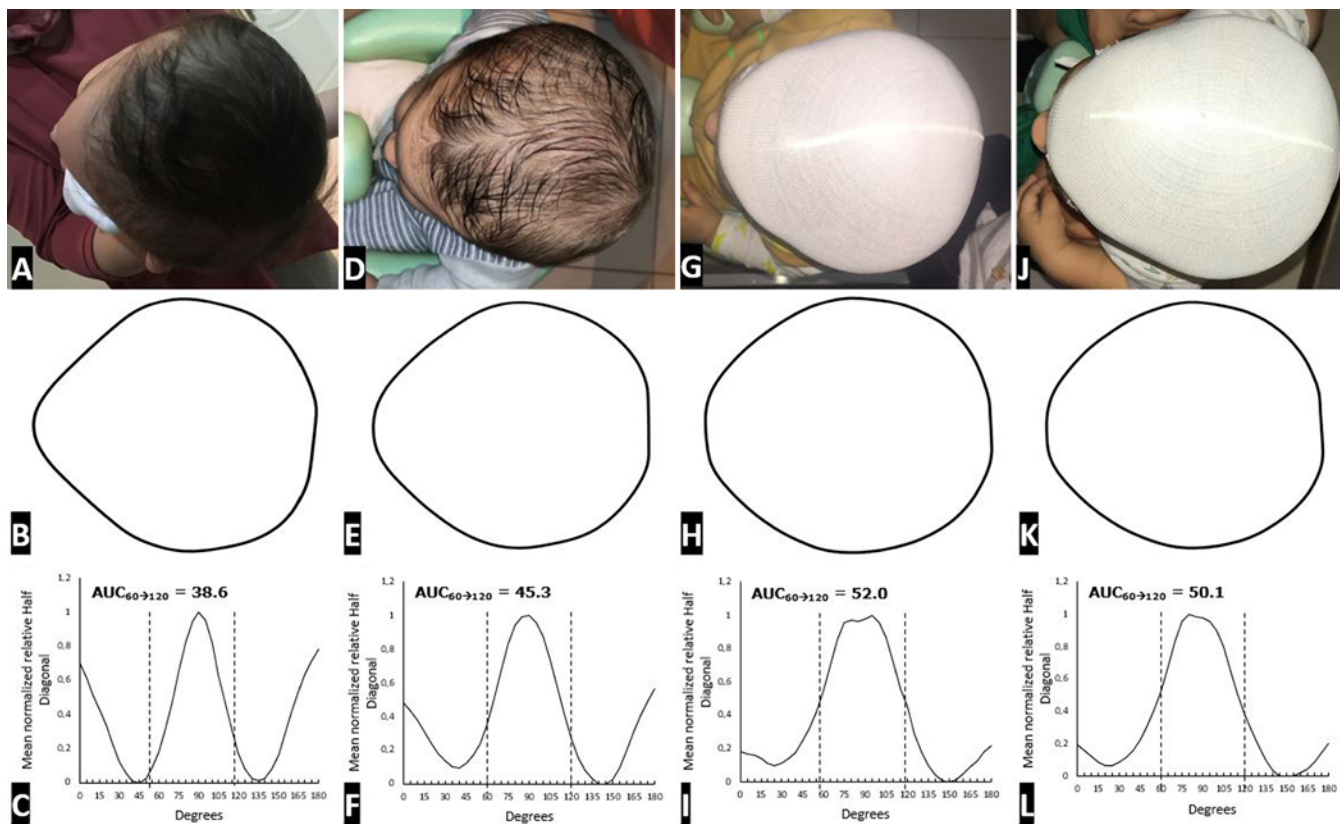 A
D
G
J
B
E
H
K
AUC60→120 = 38.6
Mean normalized relative Half
Diagonal
1,2
1
0,8
0,6
0,4
0,2
0
0 15 30 45 60 75 90 105 120 135 150 165 180
Degrees
C
AUC60→120 = 45.3
Mean normalized relative Half
Diagonal
1,2
1
0,8
0,6
0,4
0,2
0
0 15 30 45 60 75 90 105 120 135 150 165 180
Degrees
F
AUC60→120 = 52.0
Mean normalized relative Half
Diagonal
1,2
1
0,8
0,6
0,4
0,2
0
0 15 30 45 60 75 90 105 120 135 150 165 180
Degrees
I
AUC60→120 = 50.1
Mean normalized relative Half
Diagonal
1,2
1
0,8
0,6
0,4
0,2
0
0 15 30 45 60 75 90 105 120 135 150 165 180
Degrees
L